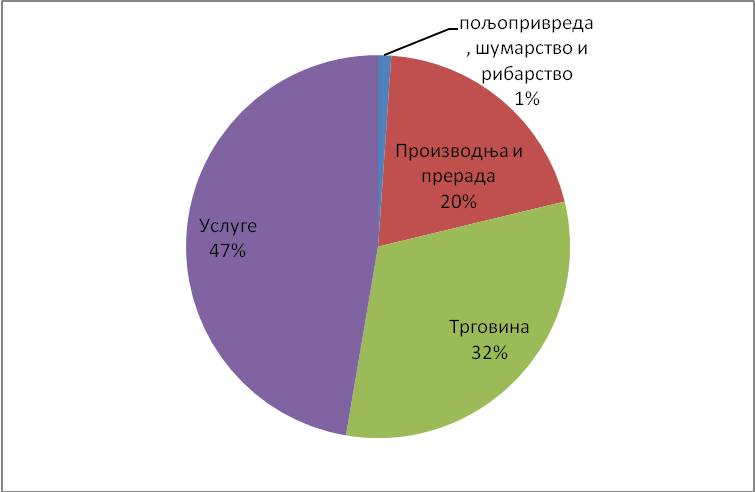 пољопривреда
, шумарство и
рибарство
1%
Производња и
прерада
20%
Трговина
32%
Услуге
47%